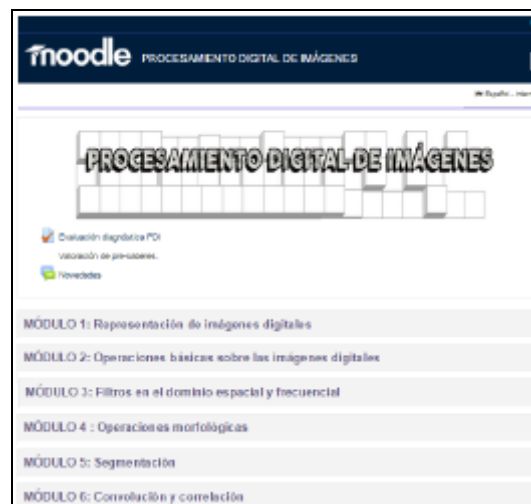 moodle PROCESAMIENTO DIGITAL DE IMÁGENES
Español - Inter
PROCESAMIENTO DIGITAL DE IMÁGENES
Evaluación diagnóstica PDI
Valoración de pre-saberes.
Novedades
MÓDULO 1: Representación de imágenes digitales
MÓDULO 2: Operaciones básicas sobre las imágenes digitales
MÓDULO 3: Filtros en el dominio espacial y frecuencial
MÓDULO 4 : Operaciones morfológicas
MÓDULO 5: Segmentación
MÓDULO 6: Convolución y correlación